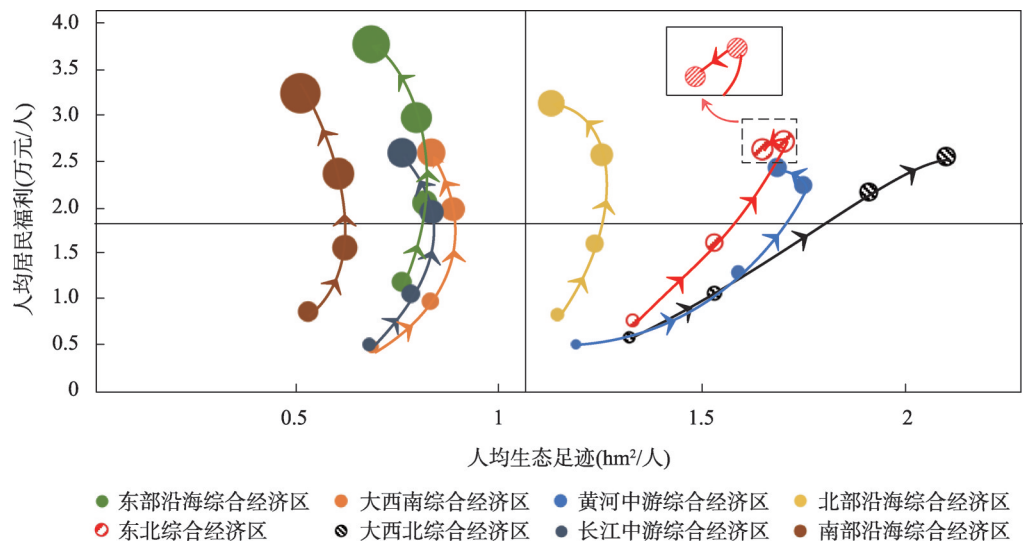 4.0
3.5
3.0
2.5
2.0
1.5
1.0
0.5
0
人均居民福利(万元/人)
0.5
1
1.5
2
人均生态足迹(hm²/人)
东部沿海综合经济区
大西南综合经济区
黄河中游综合经济区
北部沿海综合经济区
东北综合经济区
大西北综合经济区
长江中游综合经济区
南部沿海综合经济区